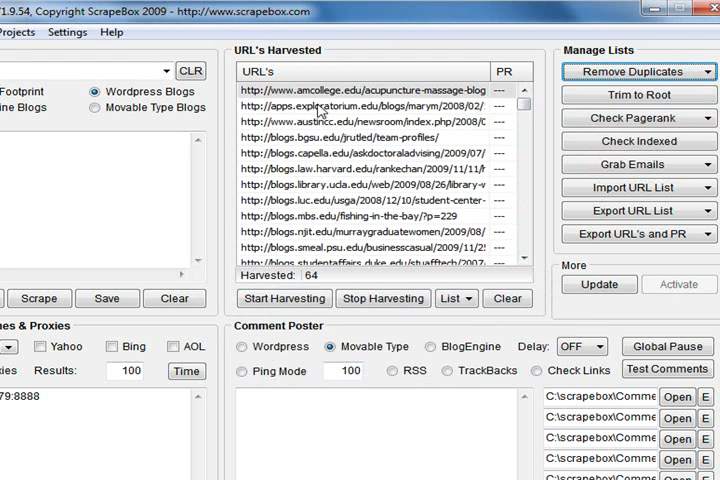 1.9.54, Copyright ScrapeBox 2009 - http://www.scrapebox.com
Projects Settings Help
CLR
Footprint Wordpress Blogs
ine Blogs Movable Type Blogs
Scrape Save Clear
URL's Harvested
URL's PR
http://www.amcollege.edu/acupuncture-massage-blog ---
http://apps.exploratorium.edu/blogs/marym/2008/02/ ---
http://www.austincc.edu/newsroom/index.php/2008/0 ---
http://blogs.bgsu.edu/jrutled/team-profiles/ ---
http://blogs.capella.edu/askdoctoraladvising/2009/07/ ---
http://blogs.law.harvard.edu/rankechan/2009/11/11/h ---
http://blogs.library.ucla.edu/web/2009/08/26/library-w ---
http://blogs.luc.edu/usga/2008/12/10/student-center- ---
http://blogs.mbs.edu/fishing-in-the-bay/?p=229 ---
http://blogs.njit.edu/murraygraduatewomen/2009/08/ ---
http://blogs.smeal.psu.edu/businesscasual/2009/11/25 ---
http://blogs.studentaffairs.duke.edu/stuafftech/2007/ ---
Harvested: 64
Start Harvesting Stop Harvesting List Clear
Manage Lists
Remove Duplicates
Trim to Root
Check Pagerank
Check Indexed
Grab Emails
Import URL List
Export URL List
Export URL's and PR
More
Update Activate
nes & Proxies
Yahoo Bing AOL
xies Results: 100 Time
79:8888
Comment Poster
Wordpress Movable Type BlogEngine Delay: OFF Global Pause
Ping Mode 100 RSS TrackBacks Check Links Test Comments
C:\scrapebox\Comme Open E
C:\scrapebox\Comme Open E
C:\scrapebox\Comme Open E
C:\scrapebox\Comme Open E